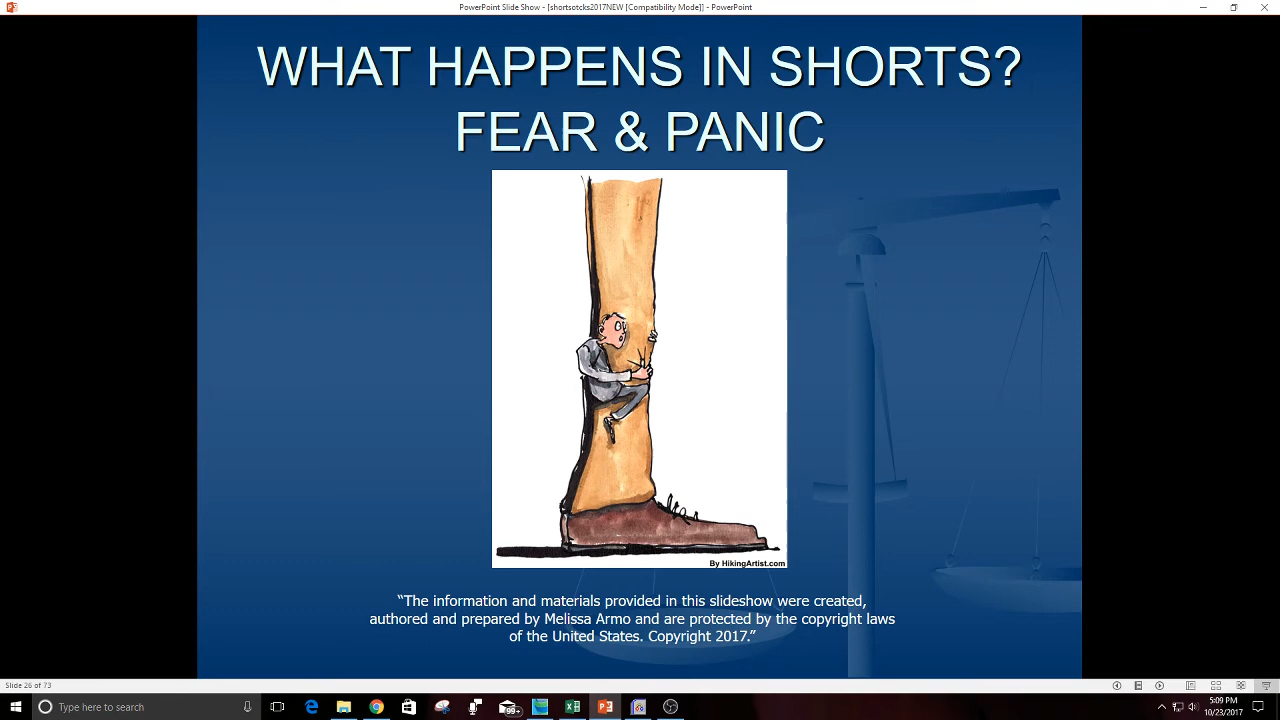 PowerPoint Slide Show - [shortsotcks2017NEW [Compatibility Mode]] - PowerPoint
WHAT HAPPENS IN SHORTS?
FEAR & PANIC
By HikingArtist.com
“The information and materials provided in this slideshow were created,
authored and prepared by Melissa Armo and are protected by the copyright laws
of the United States. Copyright 2017.”
Slide 26 of 73
Type here to search
99+
5:09 PM
10/23/2017